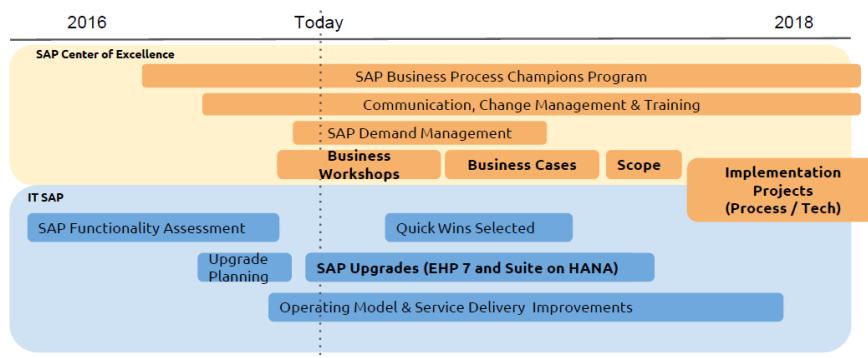 2016 Today 2018
SAP Center of Excellence
SAP Business Process Champions Program
Communication, Change Management & Training
SAP Demand Management
Business
Workshops
Business Cases
Scope
Implementation
Projects
(Process / Tech)
IT SAP
SAP Functionality Assessment
Quick Wins Selected
Upgrade
Planning
SAP Upgrades (EHP 7 and Suite on HANA)
Operating Model & Service Delivery Improvements